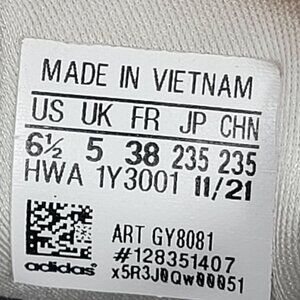 MADE IN VIETNAM
US UK FR JP CHN
6½ 5 38 235 235
HWA 1Y3001 11/21
ART GY8081
#128351407
adidas x5R3J0Qw00051